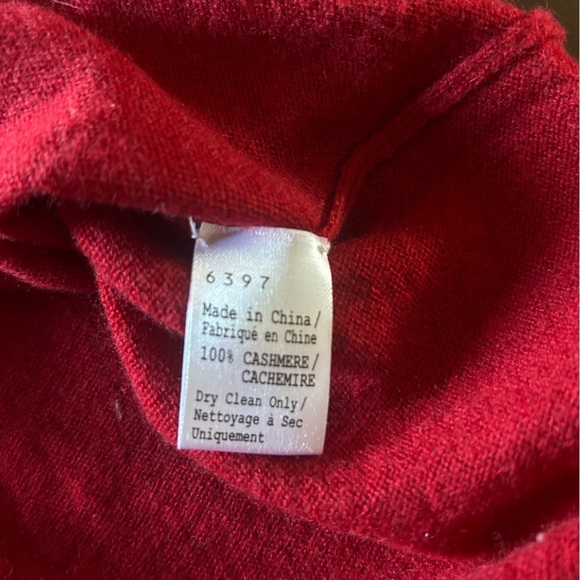 6397
Made in China/
Fabriqué en Chine
100% CASHMERE/
CACHEMIRE
Dry Clean Only/
Nettoyage à Sec
Uniquement